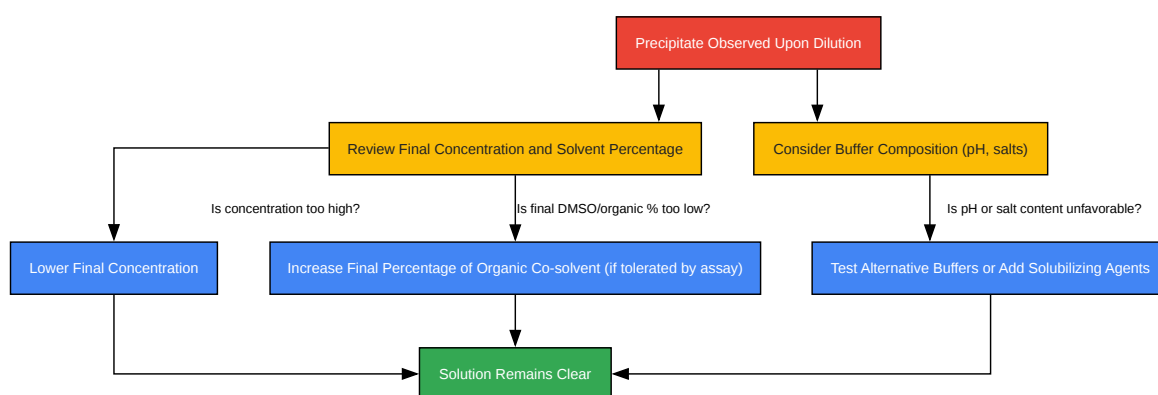 Precipitate Observed Upon Dilution
Review Final Concentration and Solvent Percentage
Consider Buffer Composition (pH, salts)
Is concentration too high?
Is final DMSO/organic % too low?
Is pH or salt content unfavorable?
Lower Final Concentration
Increase Final Percentage of Organic Co-solvent (if tolerated by assay)
Test Alternative Buffers or Add Solubilizing Agents
Solution Remains Clear